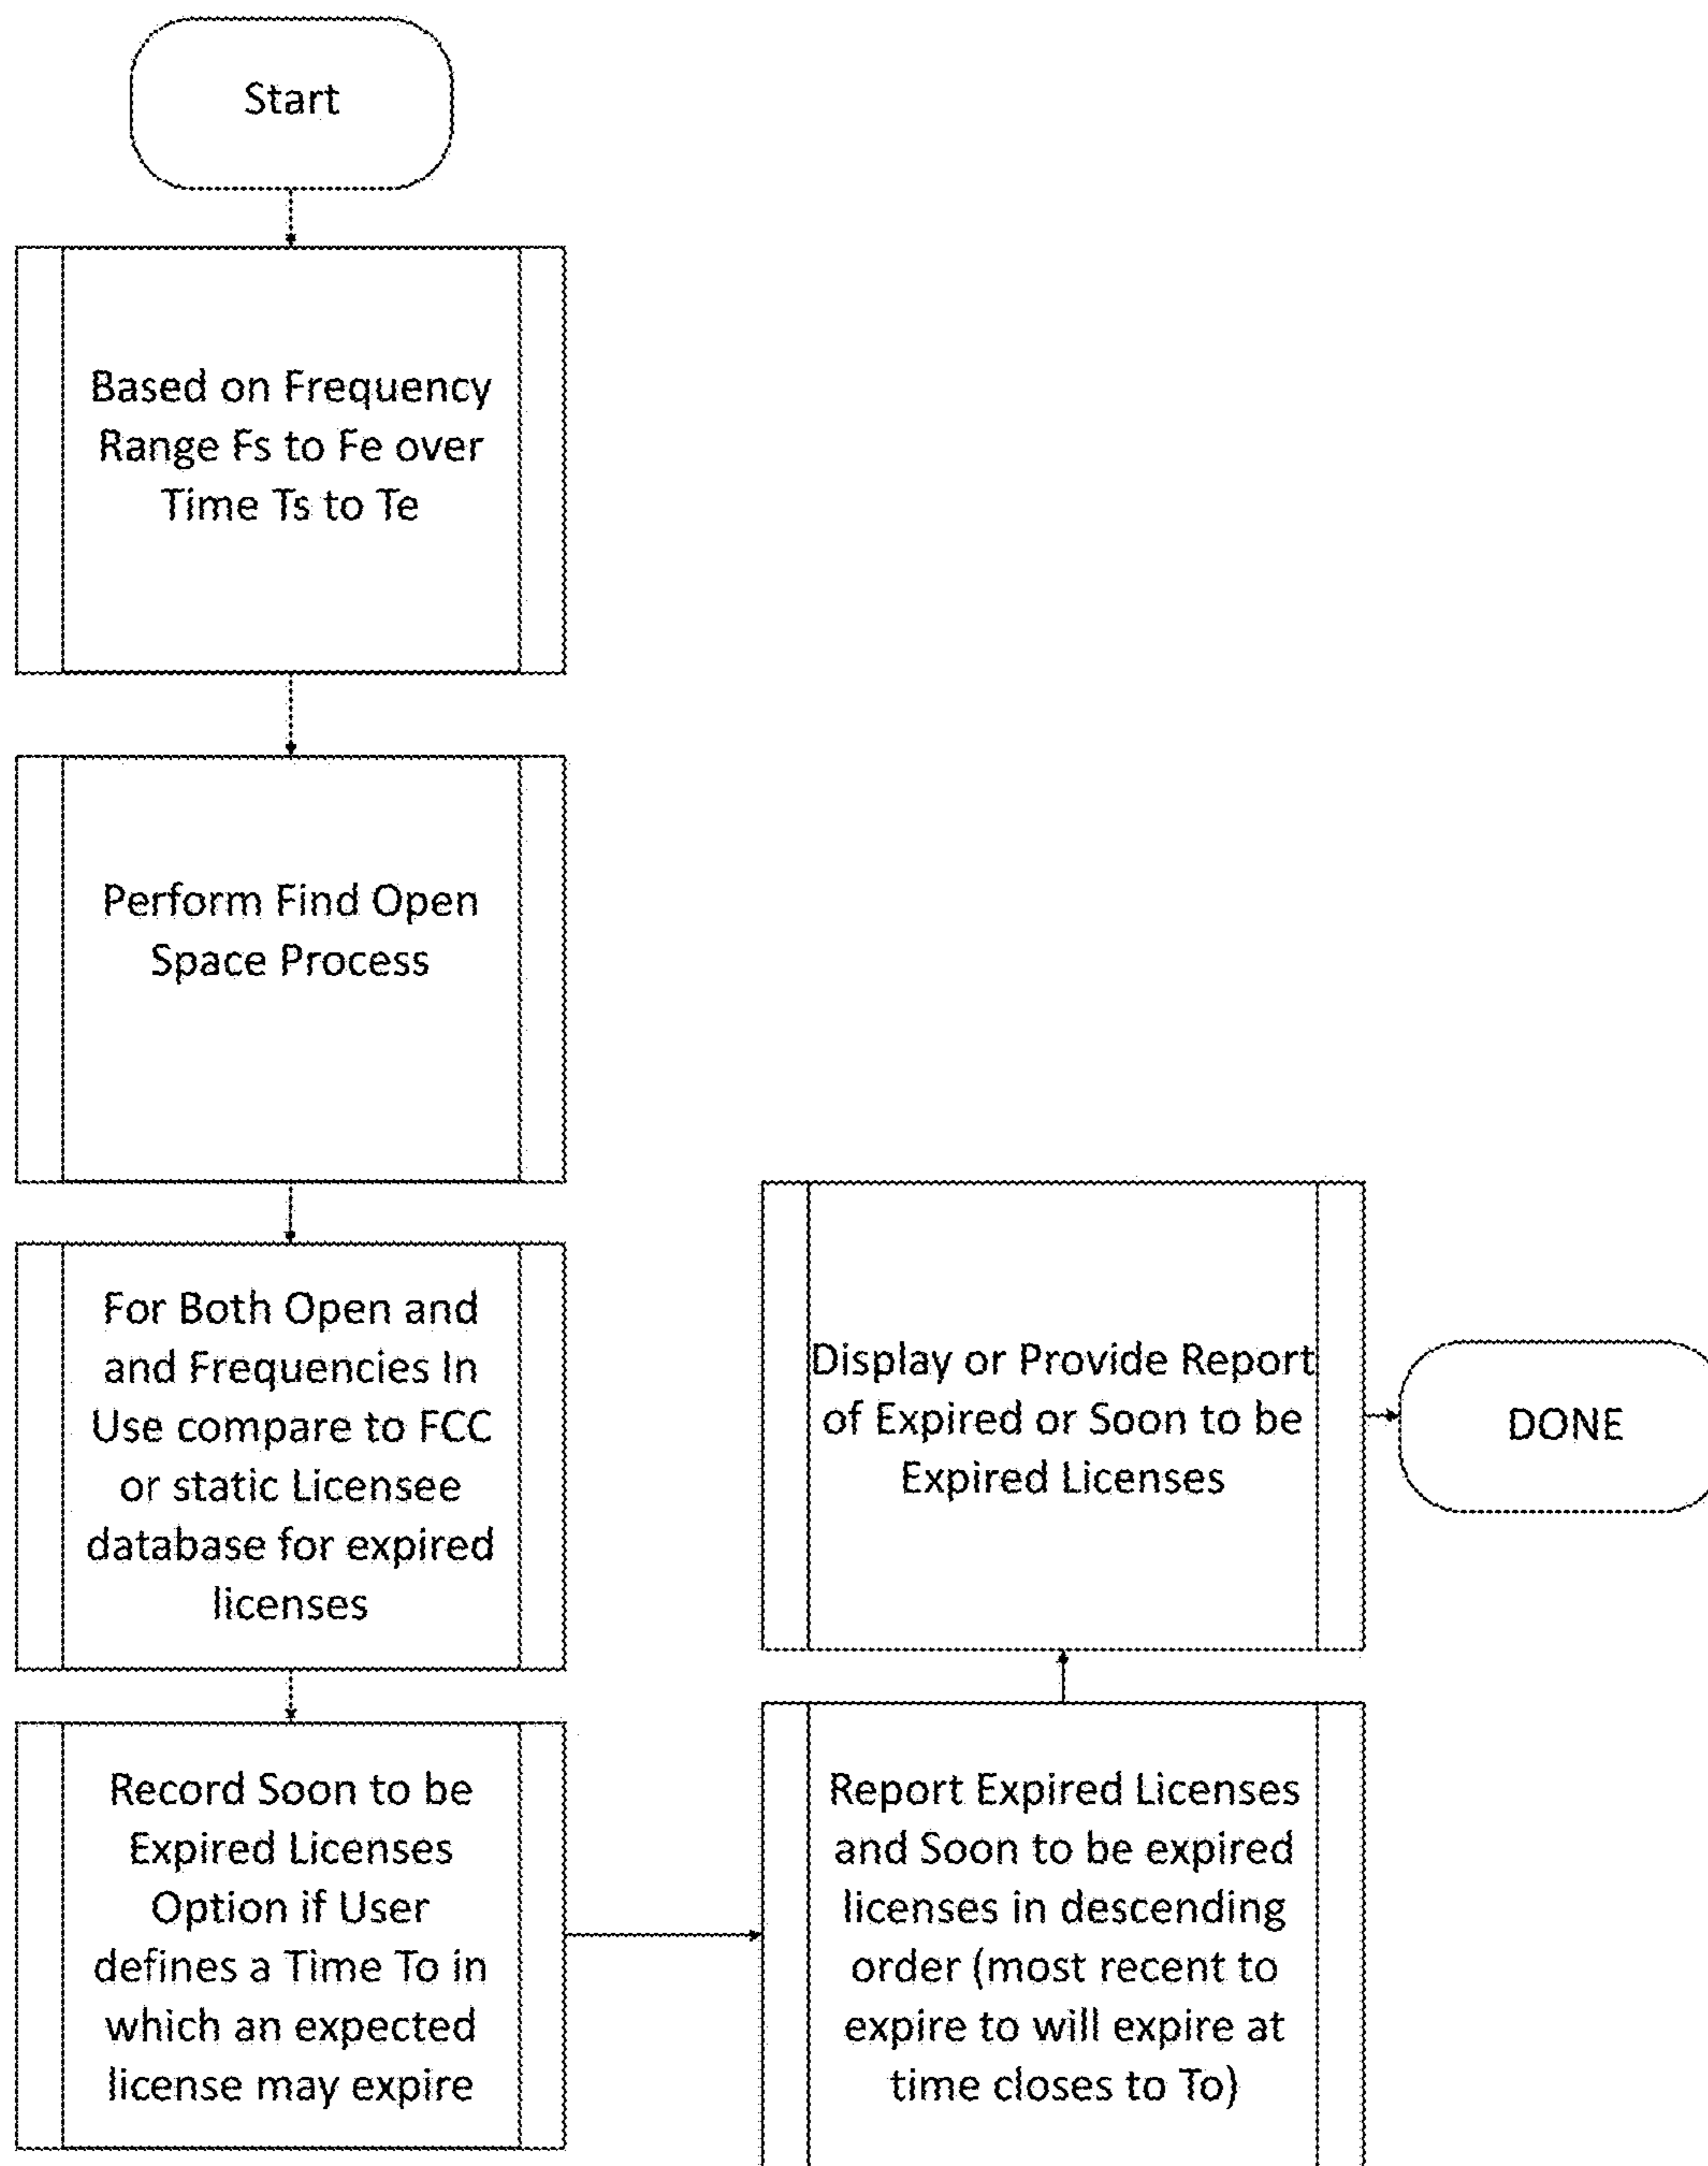 Start
Based on Frequency
Range Fs to Fe over
Time Ts to Te
Perform Find Open
Space Process
For Both Open and
and Frequencies In
Use compare to FCC
or static Licensee
database for expired
licenses
Record Soon to be
Expired Licenses
Option if User
defines a Time To in
which an expected
license may expire
Report Expired Licenses
and Soon to be expired
licenses in descending
order (most recent to
expire to will expire at
time closes to To)
Display or Provide Report
of Expired or Soon to be
Expired Licenses
DONE